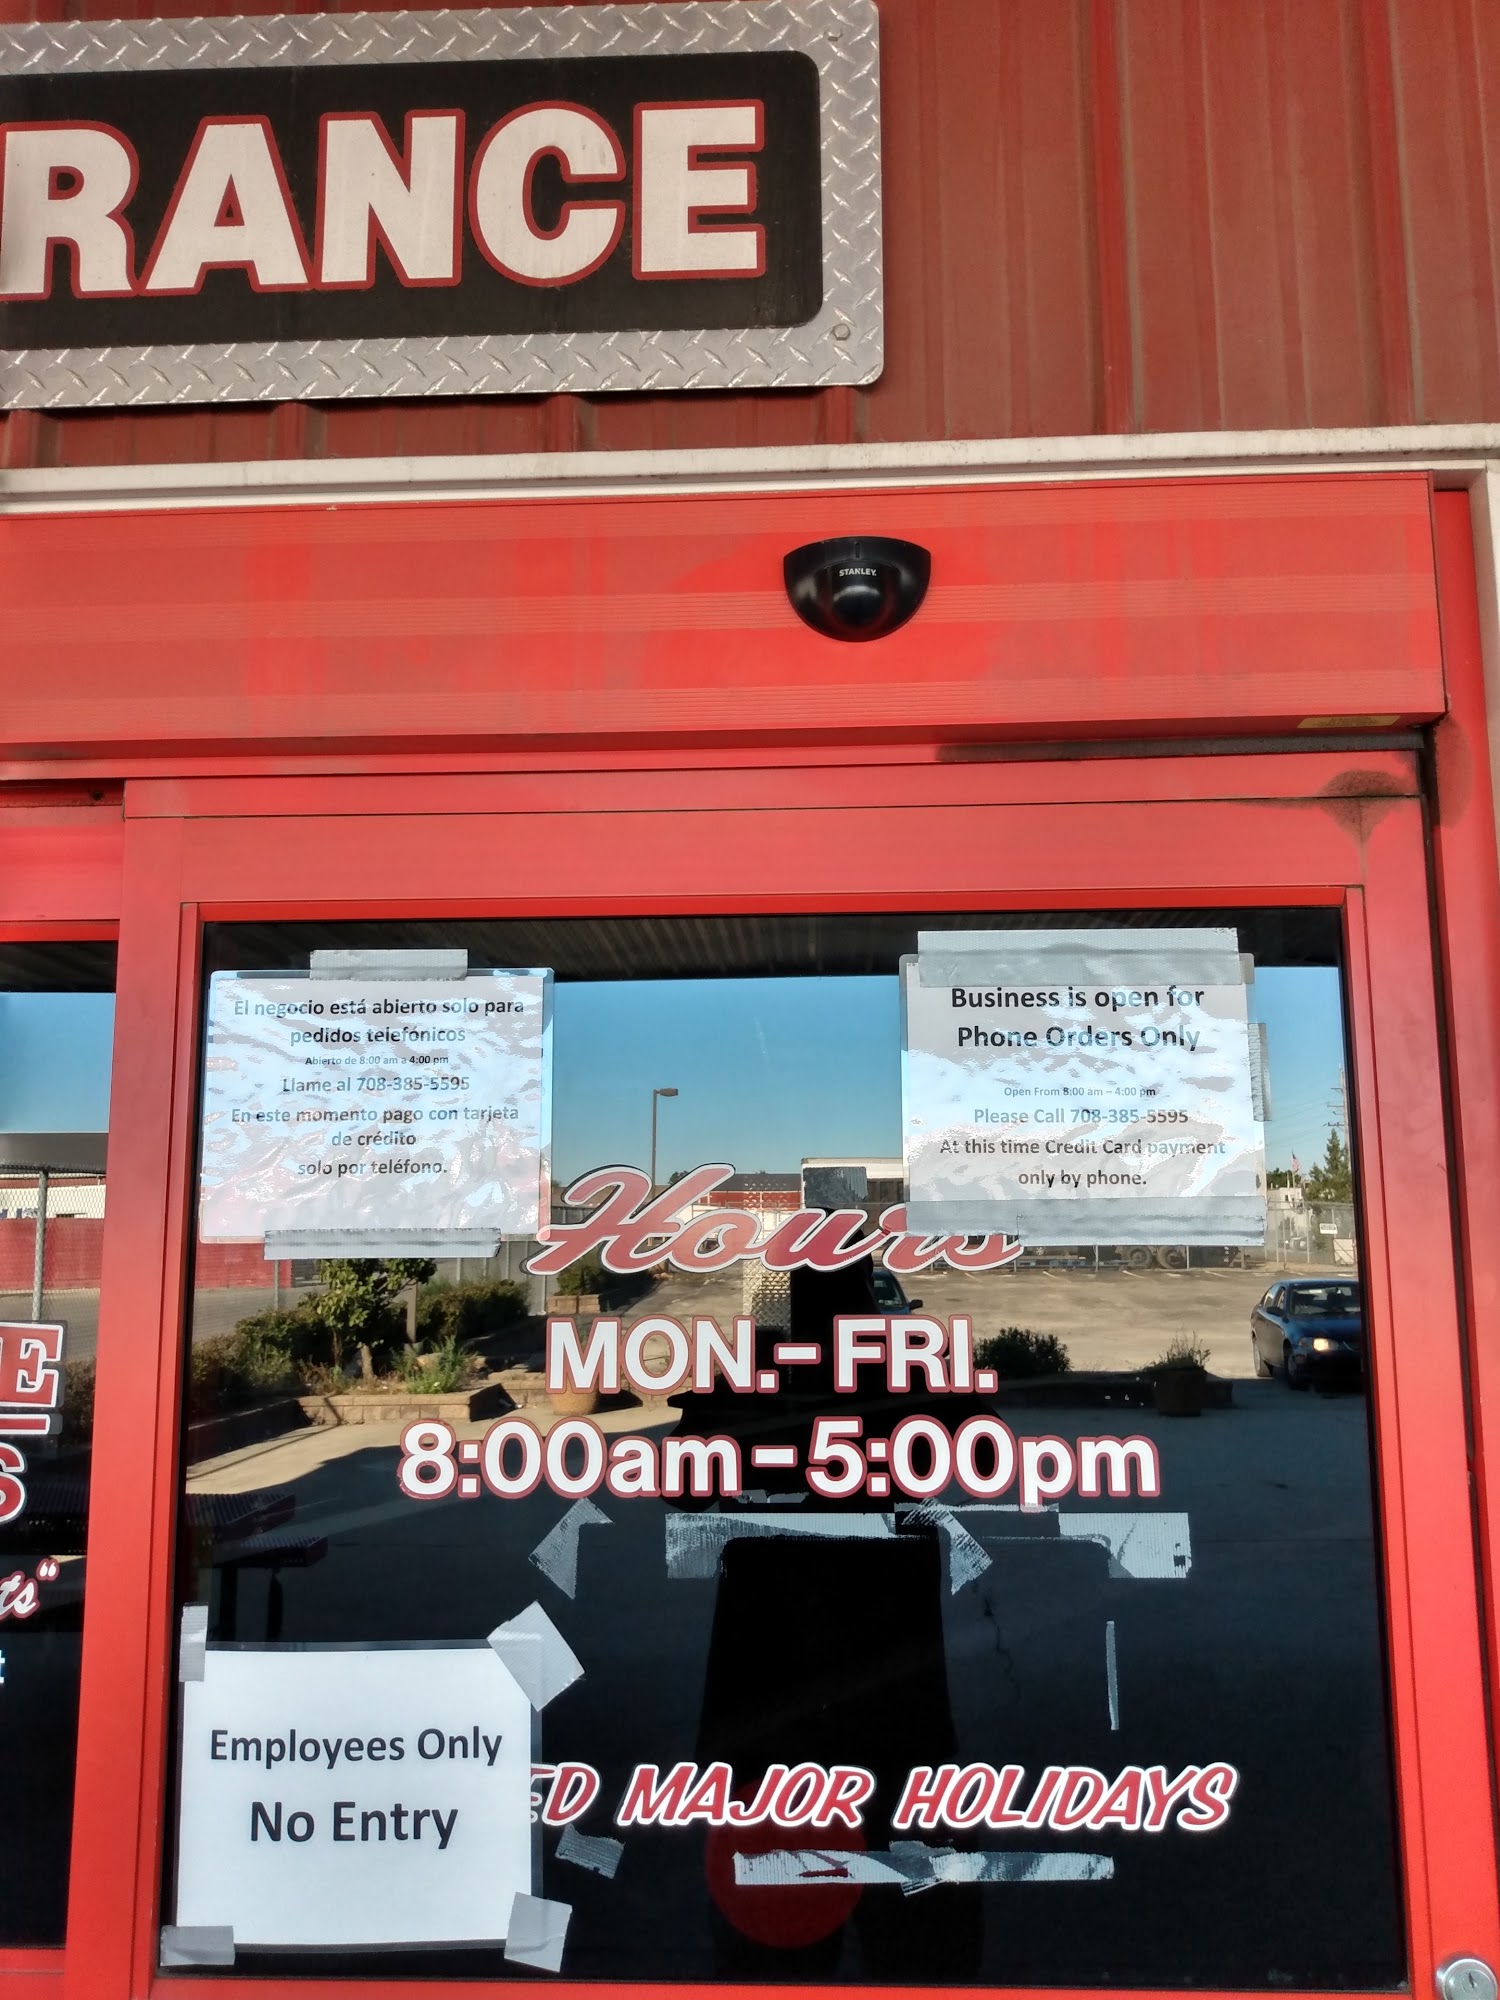 RANCE
STANLEY
El negocio está abierto solo para
pedidos telefónicos
Abierto de 8:00 am a 4:00 pm
Llame al 708-385-5595
En este momento pago con tarjeta
de crédito
solo por teléfono.
Business is open for
Phone Orders Only
Open From 8:00 am – 4:00 pm
Please Call 708-385-5595
At this time Credit Card payment
only by phone.
Hours
MON.-FRI.
8:00am-5:00pm
Employees Only
No Entry
ED MAJOR HOLIDAYS
E
S
ts"
t